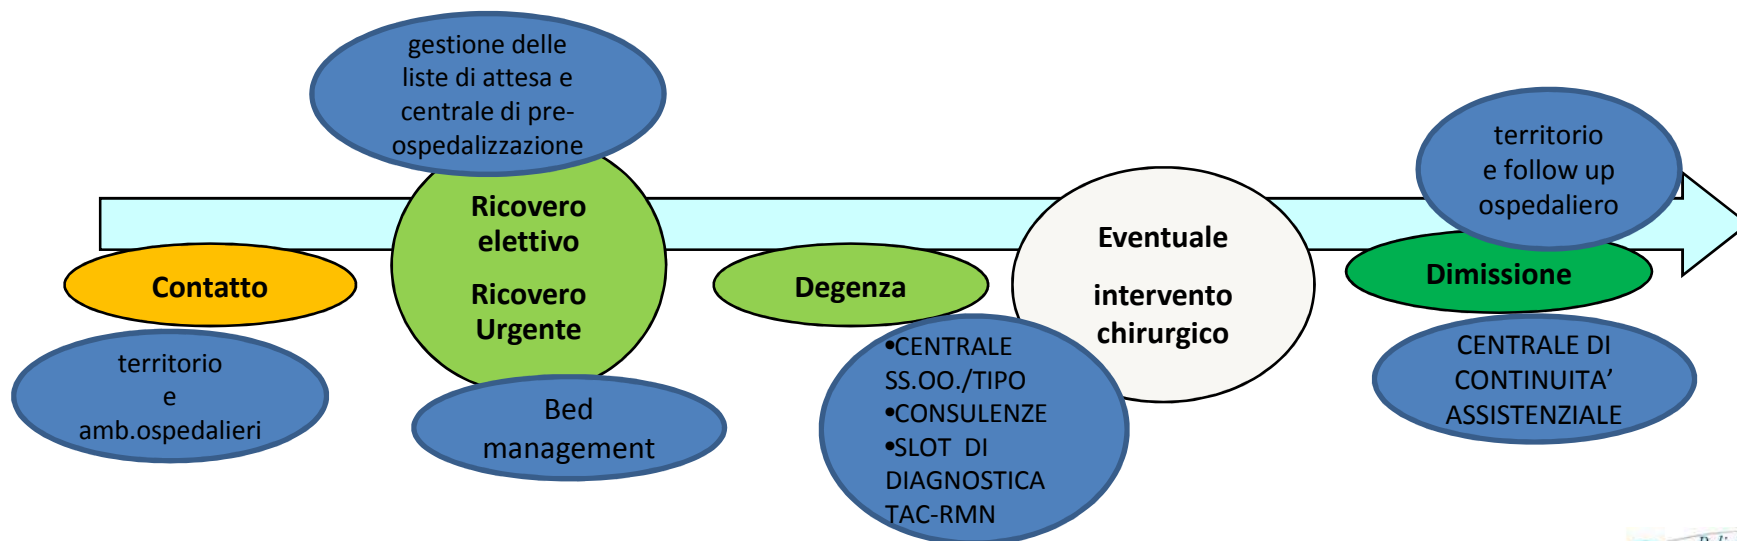 gestione delle
liste di attesa e
centrale di pre-
ospedalizzazione
territorio
e follow up
ospedaliero
Ricovero
elettivo
Ricovero
Urgente
Contatto
Degenza
Eventuale
intervento
chirurgico
Dimissione
territorio
e
amb.ospedalieri
Bed
management
•CENTRALE
SS.OO./TIPO
•CONSULENZE
•SLOT DI
DIAGNOSTICA
TAC-RMN
CENTRALE DI
CONTINUITA’
ASSISTENZIALE